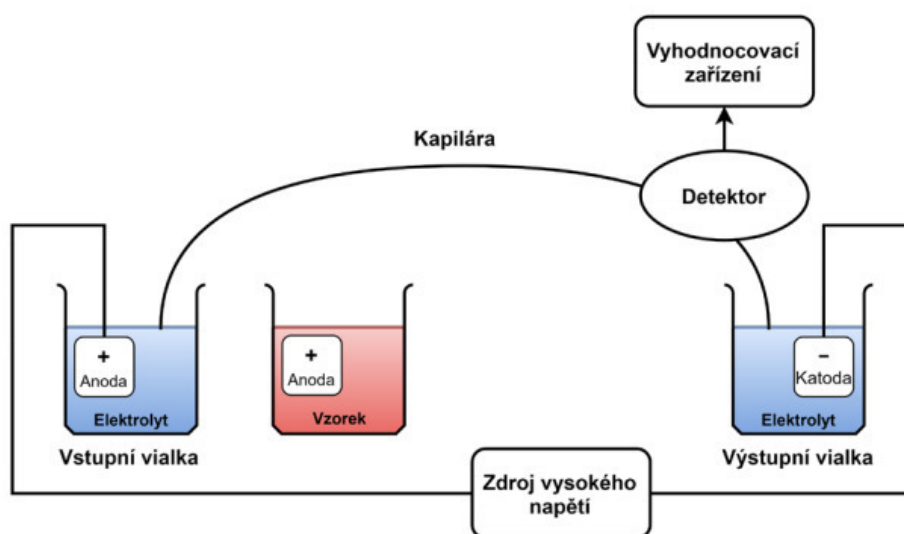 Vyhodnocovací
zařízení
Kapilára
Detektor
+
Anoda
Elektrolyt
Vstupní vialka
+
Anoda
Vzorek
−
Katoda
Elektrolyt
Výstupní vialka
Zdroj vysokého
napětí